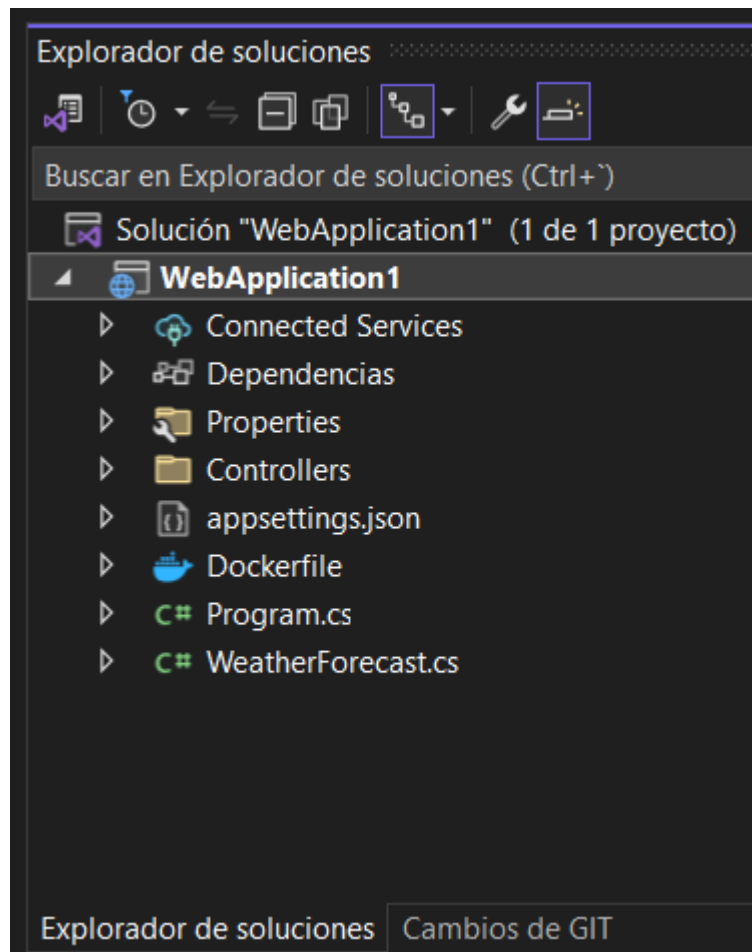 Explorador de soluciones
Buscar en Explorador de soluciones (Ctrl+`)
Solución "WebApplication1" (1 de 1 proyecto)
WebApplication1
Connected Services
Dependencias
Properties
Controllers
appsettings.json
Dockerfile
C# Program.cs
C# WeatherForecast.cs
Explorador de soluciones Cambios de GIT